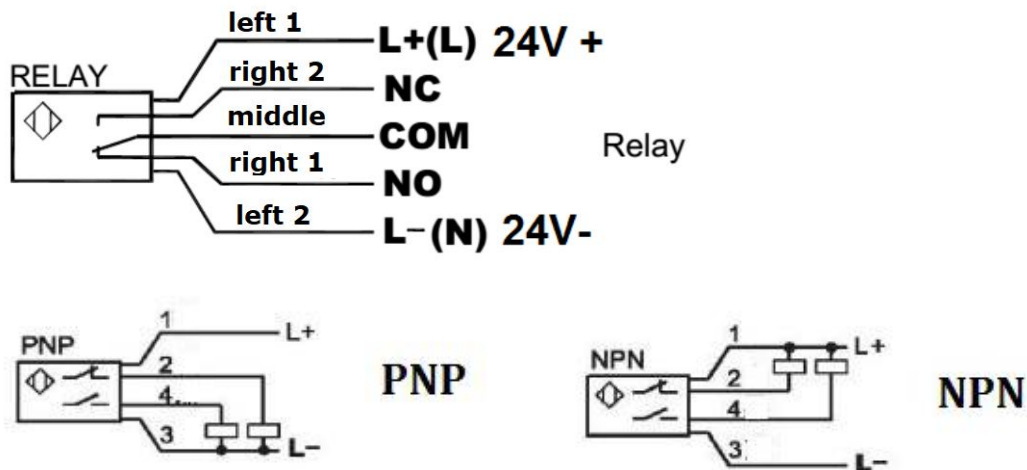 left 1
L+(L) 24V +
RELAY
right 2
NC
middle
COM
Relay
right 1
NO
left 2
L-(N) 24V-
PNP
1
L+
2
4....
3
L-
PNP
NPN
1
L+
2
4
3
L-
NPN